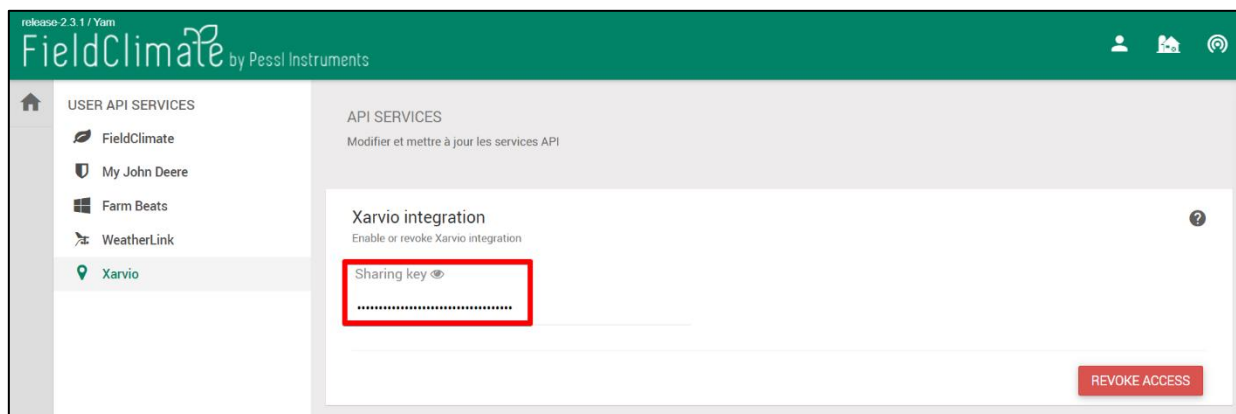 release-2.3.1 / Yam
FieldClimate by Pessl Instruments
USER API SERVICES
FieldClimate
My John Deere
Farm Beats
WeatherLink
Xarvio
API SERVICES
Modifier et mettre à jour les services API
Xarvio integration
Enable or revoke Xarvio integration
Sharing key
REVOKE ACCESS